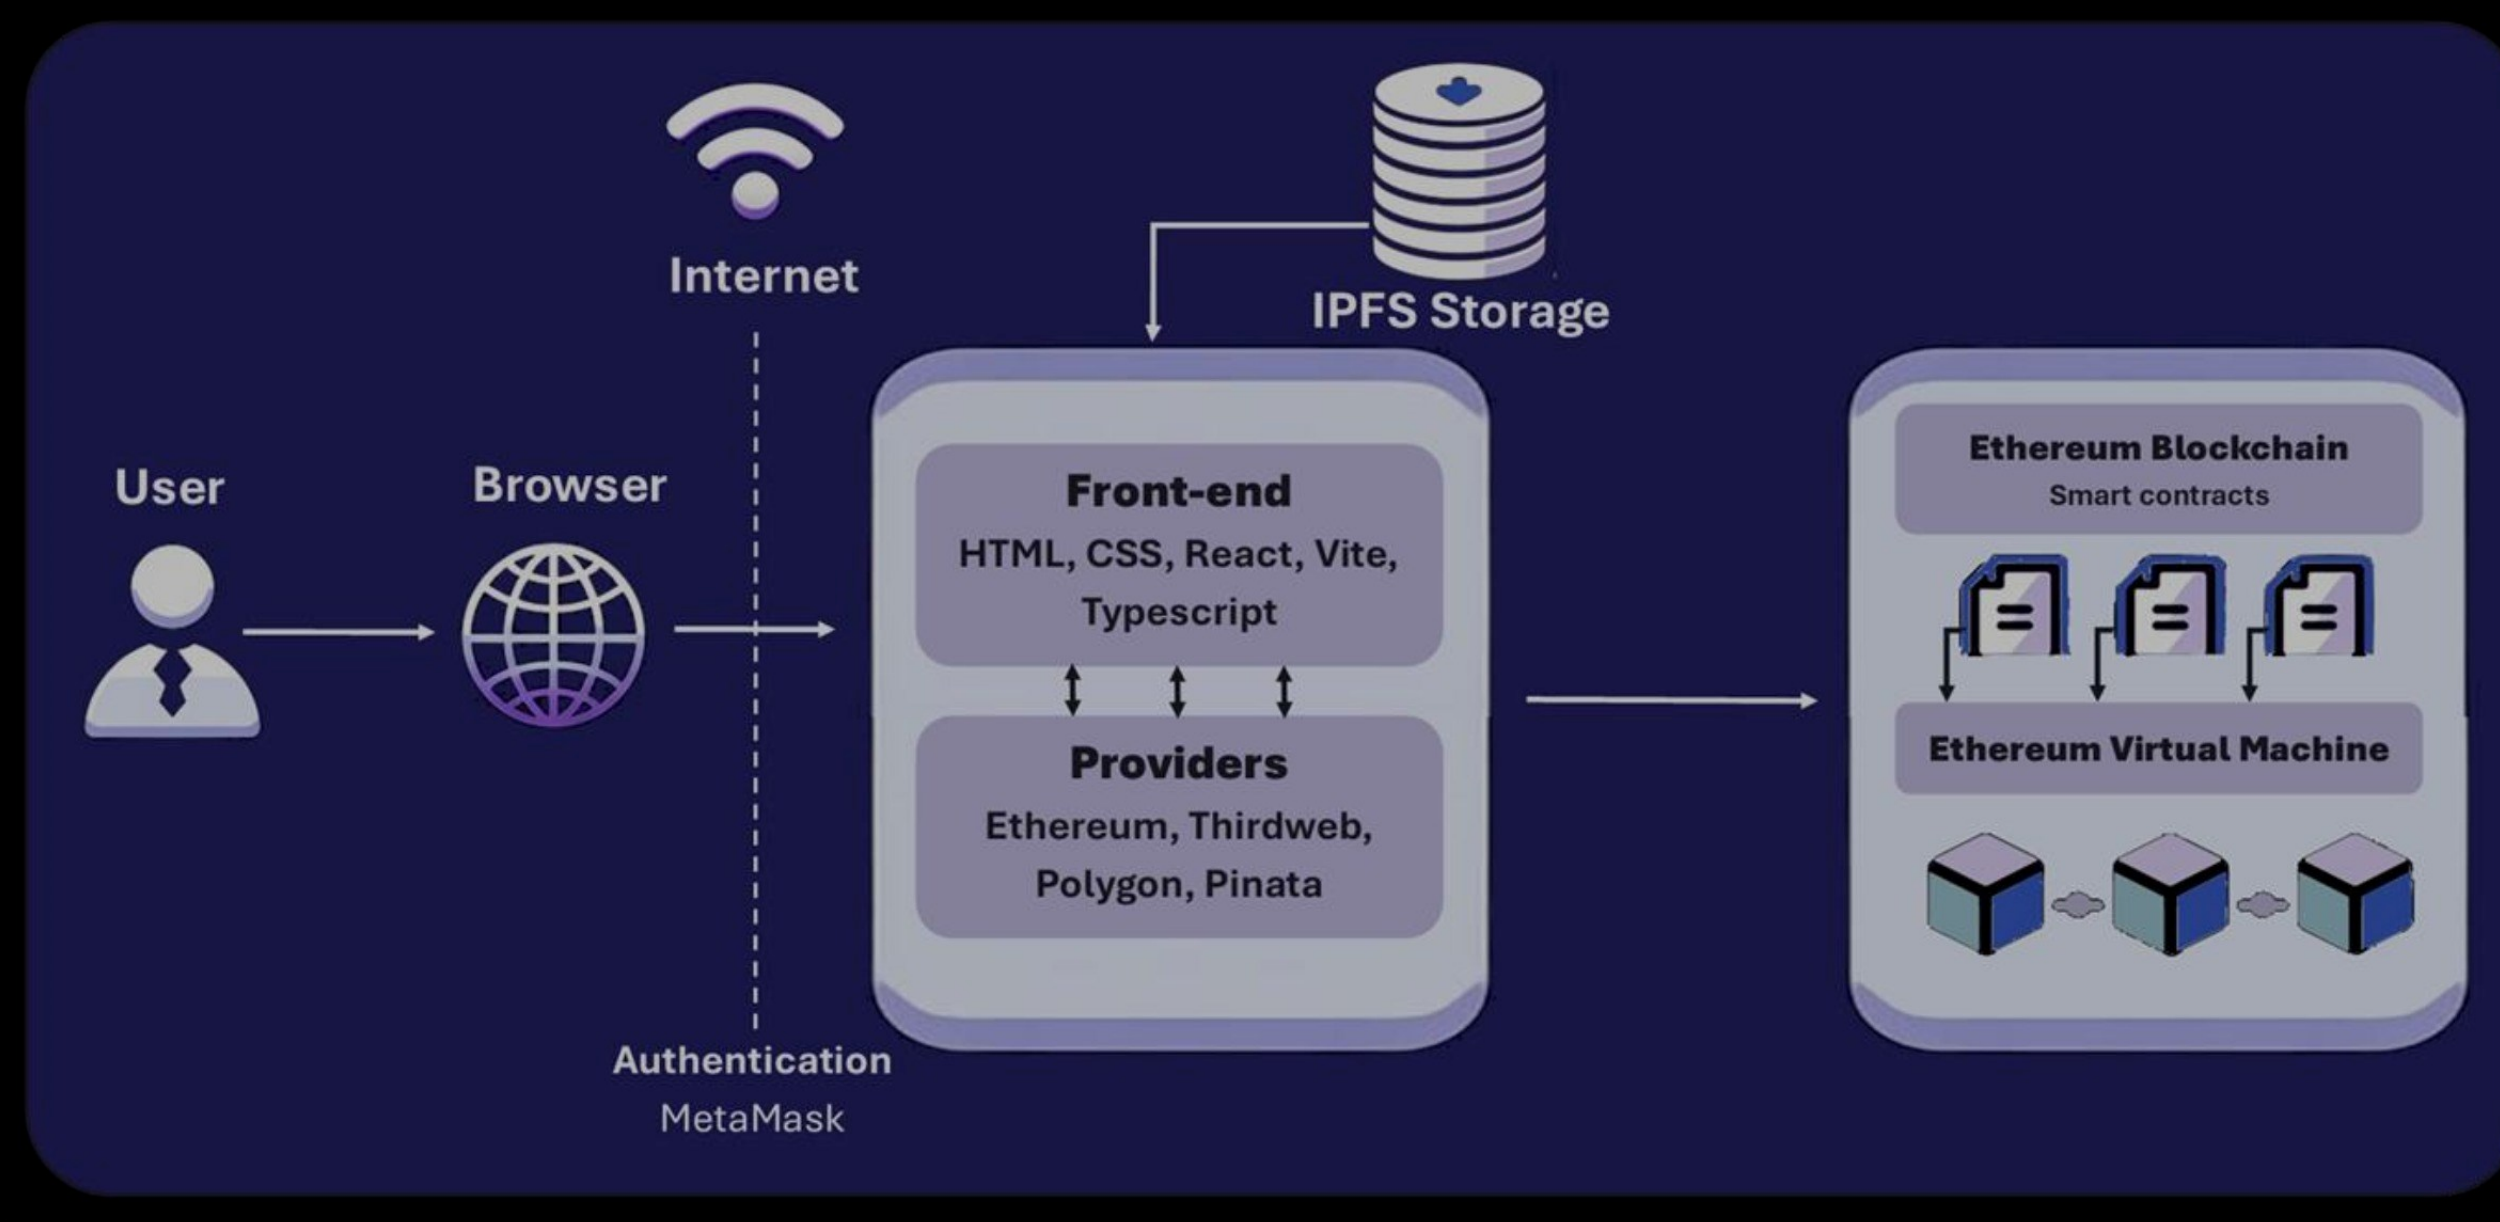 Internet
IPFS Storage
User
Browser
Front-end
HTML, CSS, React, Vite,
Typescript
Providers
Ethereum, Thirdweb,
Polygon, Pinata
Ethereum Blockchain
Smart contracts
Ethereum Virtual Machine
Authentication
MetaMask